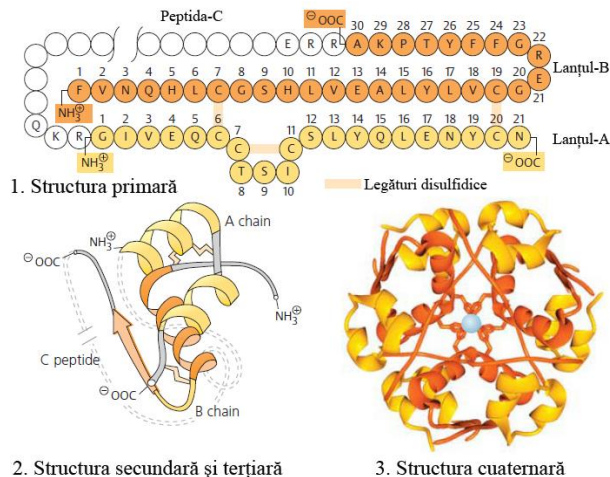 Peptida-C
⊖OOC
30 29 28 27 26 25 24 23
E R R A K P T Y F F G
22
R
Lanțul-B
E
21
1 2 3 4 5 6 7 8 9 10 11 12 13 14 15 16 17 18 19 20
F V N Q H L C G S H L V E A L Y L V C G
NH₃⊕
Q
K R
1 2 3 4 5 6
G I V E Q C
7 11
C C
12 13 14 15 16 17 18 19 20 21
S L Y Q L E N Y C N
Lanțul-A
NH₃⊕
T S I
8 9 10
⊖OOC
1. Structura primară
Legături disulfidice
A chain
NH₃⊕
⊖OOC
NH₃⊕
C peptide
⊖OOC
B chain
2. Structura secundară și terțiară
3. Structura cuaternară